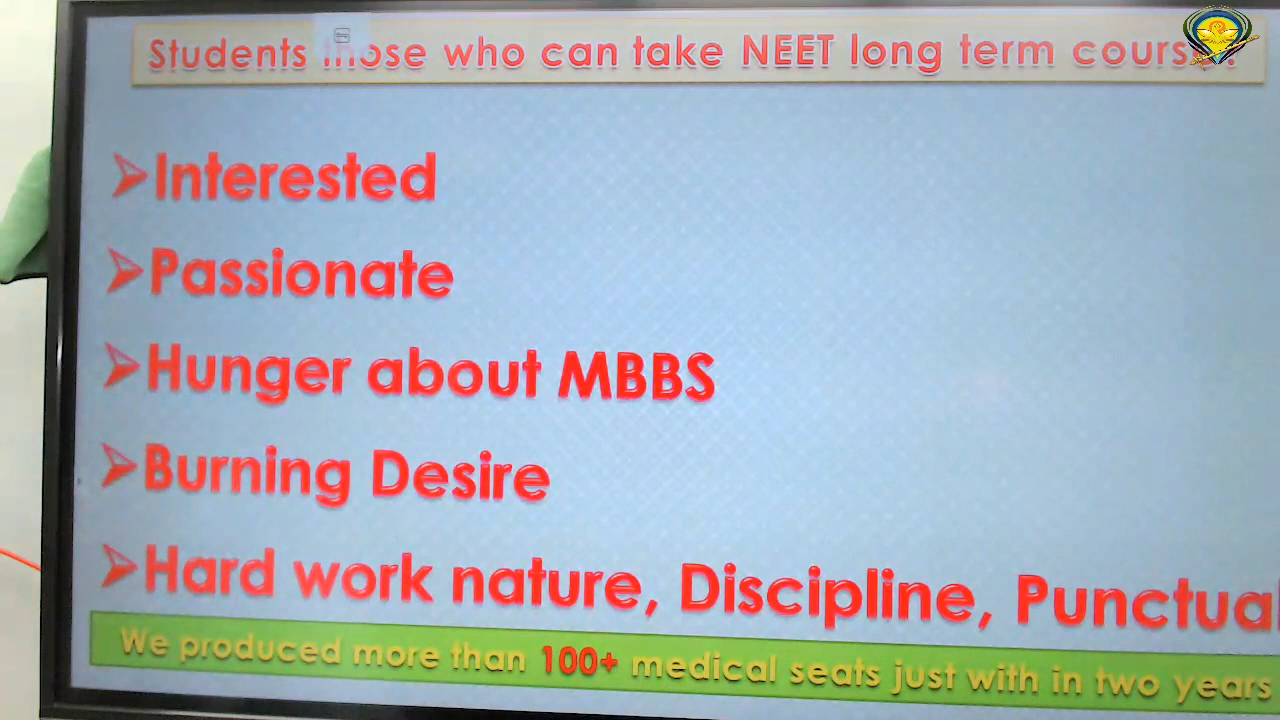 Students those who can take NEET long term course?
Interested
Passionate
Hunger about MBBS
Burning Desire
Hard work nature, Discipline, Punctua
We produced more than 100+ medical seats just with in two years